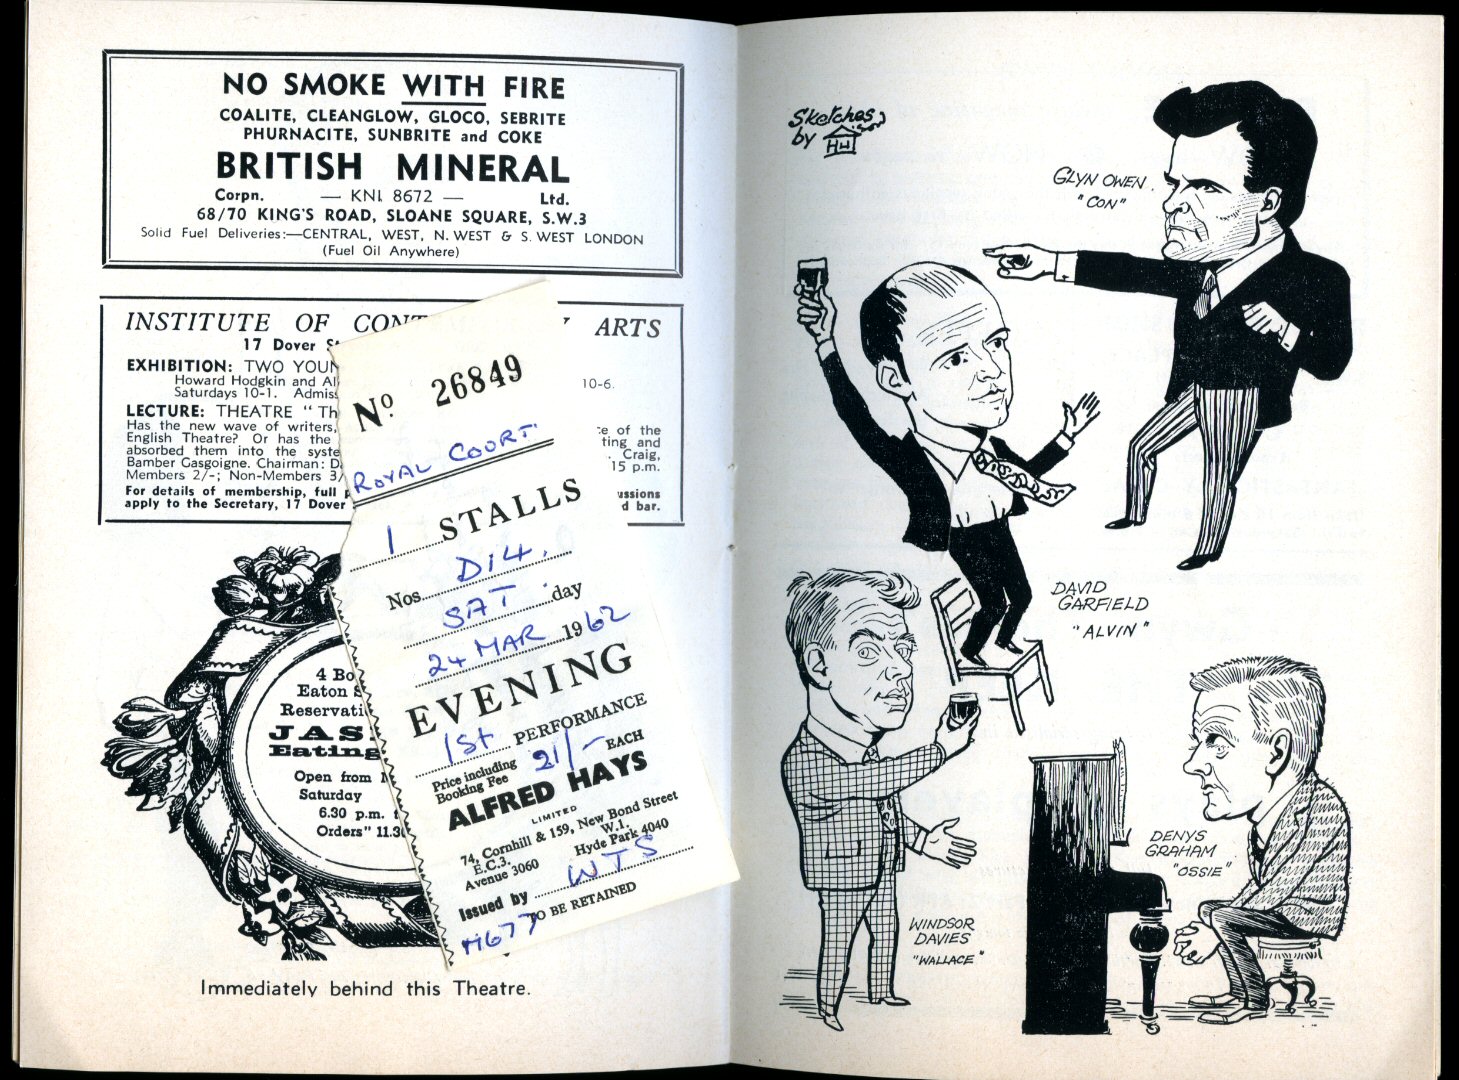 NO SMOKE WITH FIRE
COALITE, CLEANGLOW, GLOCO, SEBRITE
PHURNACITE, SUNBRITE and COKE
BRITISH MINERAL
Corpn. — KNI 8672 — Ltd.
68/70 KING'S ROAD, SLOANE SQUARE, S.W.3
Solid Fuel Deliveries:—CENTRAL, WEST, N. WEST & S. WEST LONDON
(Fuel Oil Anywhere)
INSTITUTE OF ARTS
17 Dover
EXHIBITION: TWO
Howard Hodgkin and 10-6.
Saturdays 10-1.
LECTURE: THEATRE "Th
Has the new wave of writers, of the
English Theatre? Or has the and
absorbed them into the Craig,
Bamber Gasgoigne. Chairman: 15 p.m.
Members 2/-; Non-Members 3/
For details of membership, full
apply to the Secretary, 17 Dover bar.
4
Eaton
JAS
Eating
Open from
Saturday
6.30 p.m.
Orders" 11.30
Immediately behind this Theatre.
No 26849
ROYAL COURT
1 STALLS
Nos. D14.
SAT day
24 MAR 1962
EVENING
1st PERFORMANCE
Price including
Booking Fee 21/- EACH
ALFRED HAYS
LIMITED
74, Cornhill & 159, New Bond Street
E.C.3. W.1.
Avenue 3060 Hyde Park 4040
Issued by WTS
M677 TO BE RETAINED
Sketches
by HH
GLYN OWEN.
"CON"
DAVID
GARFIELD
"ALVIN"
DENYS
GRAHAM
"OSSIE"
WINDSOR
DAVIES
"WALLACE"